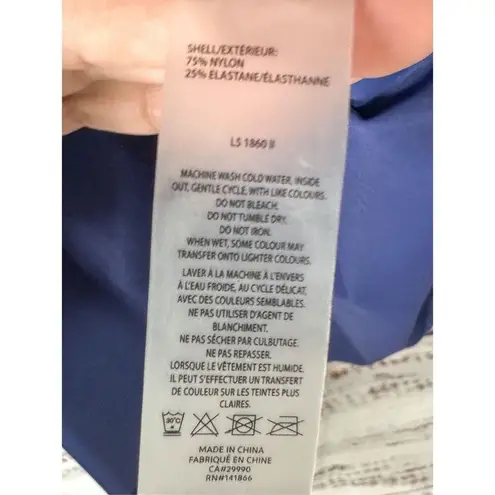 SHELL/EXTÉRIEUR:
75% NYLON
25% ELASTANE/ÉLASTHANNE
LS 1860 II
MACHINE WASH COLD WATER, INSIDE
OUT, GENTLE CYCLE, WITH LIKE COLOURS.
DO NOT BLEACH.
DO NOT TUMBLE DRY.
DO NOT IRON.
WHEN WET, SOME COLOUR MAY
TRANSFER ONTO LIGHTER COLOURS.
LAVER À LA MACHINE À L'ENVERS
À L'EAU FROIDE, AU CYCLE DÉLICAT,
AVEC DES COULEURS SEMBLABLES.
NE PAS UTILISER D'AGENT DE
BLANCHIMENT.
NE PAS SÉCHER PAR CULBUTAGE.
NE PAS REPASSER.
LORSQUE LE VÊTEMENT EST HUMIDE.
IL PEUT S'EFFECTUER UN TRANSFERT
DE COULEUR SUR LES TEINTES PLUS
CLAIRES.
30°C
MADE IN CHINA
FABRIQUÉ EN CHINE
CA#29990
RN#141866